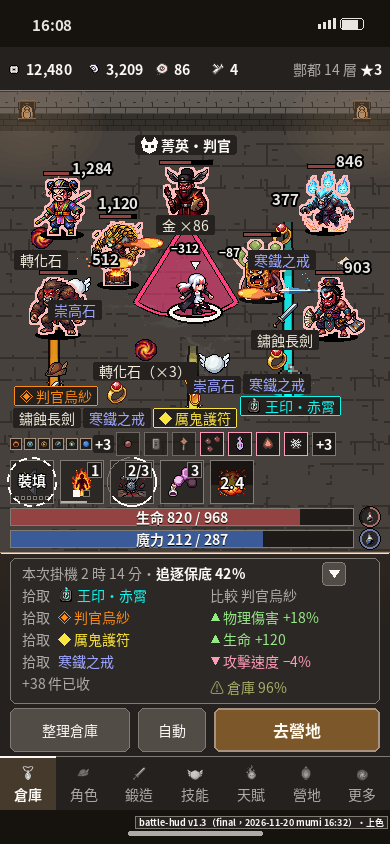 16:08
12,480 3,209 86 4 酆都 14 層 ★3
菁英・判官
1,284
846
1,120
377
金 ×86
−312
−87
轉化石
512
寒鐵之戒
903
崇高石
鏽蝕長劍
轉化石（×3）
崇高石
寒鐵之戒
判官烏紗
王印・赤霄
鏽蝕長劍
寒鐵之戒
厲鬼護符
+3
+3
裝填
1
2/3
3
2.4
生命 820 / 968
魔力 212 / 287
本次掛機 2 時 14 分・追逐保底 42%
拾取 王印・赤霄
比較 判官烏紗
拾取 判官烏紗
▲物理傷害 +18%
拾取 厲鬼護符
▲生命 +120
拾取 寒鐵之戒
▼攻擊速度 −4%
+38 件已收
⚠ 倉庫 96%
整理倉庫
自動
去營地
倉庫 角色 鍛造 技能 天賦 營地 更多
battle-hud v1.3（final，2026-11-20 mumi 16:32）・上色